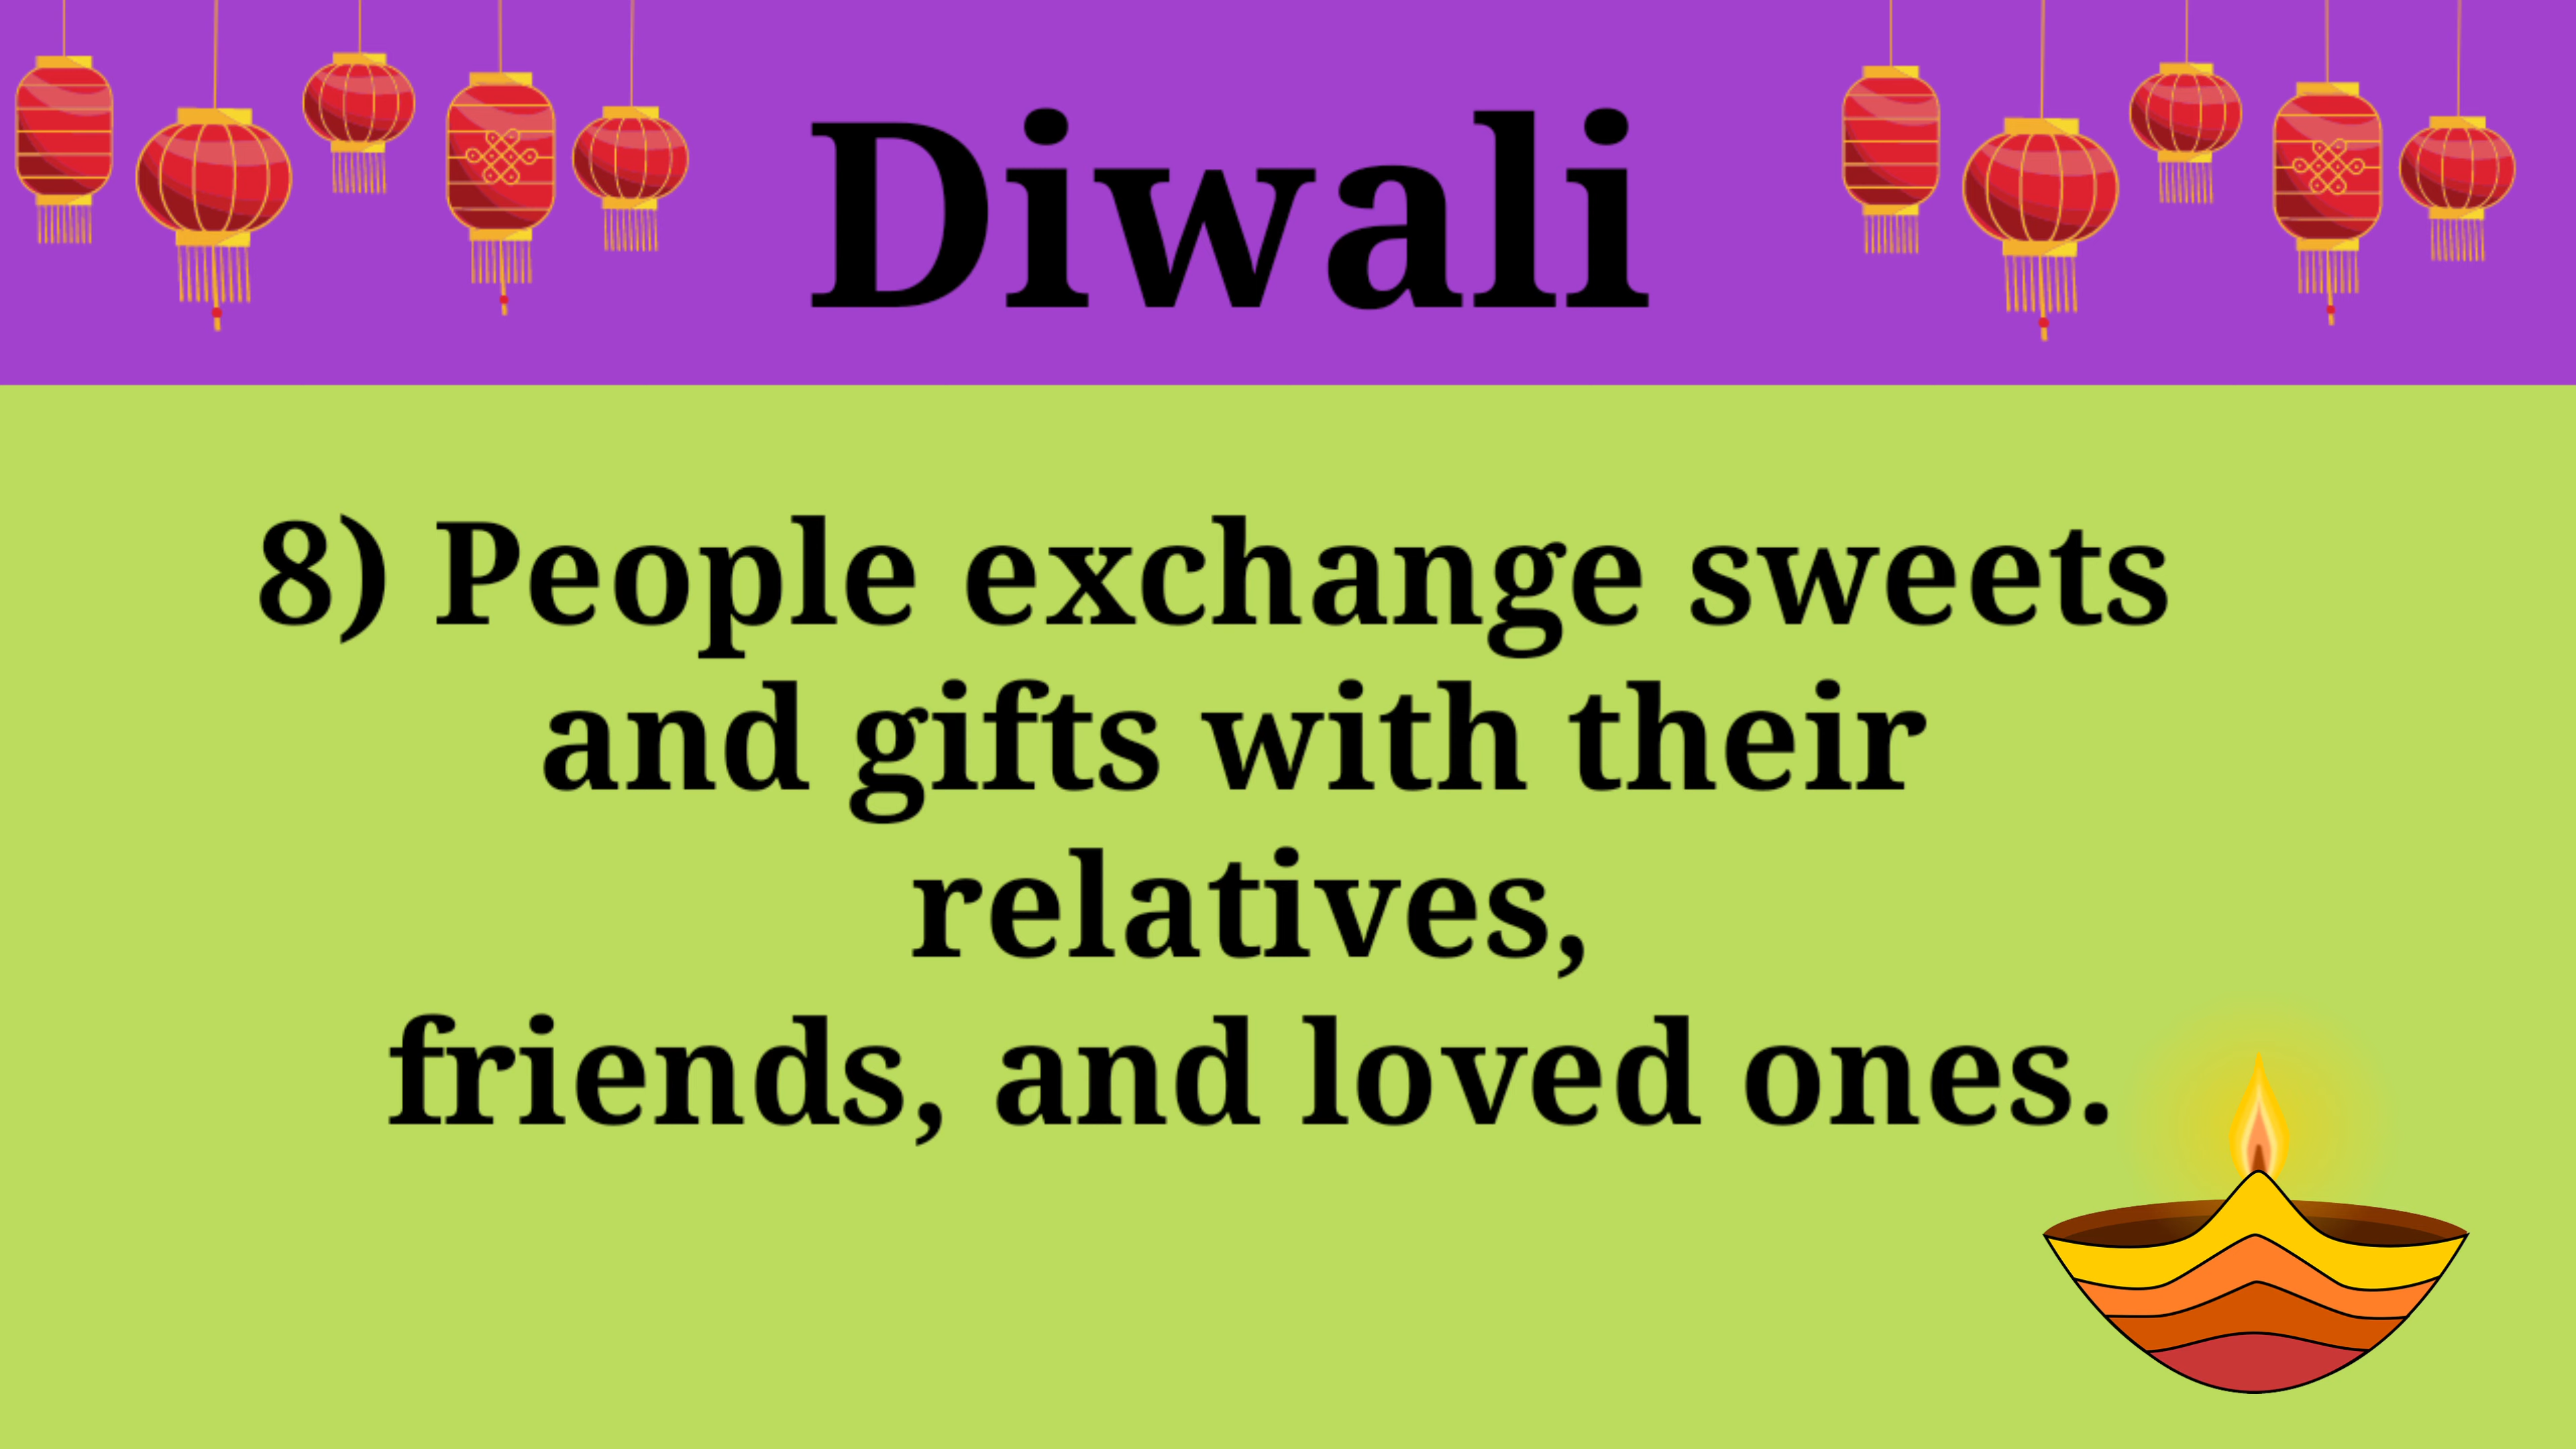 Diwali
8) People exchange sweets
and gifts with their
relatives,
friends, and loved ones.